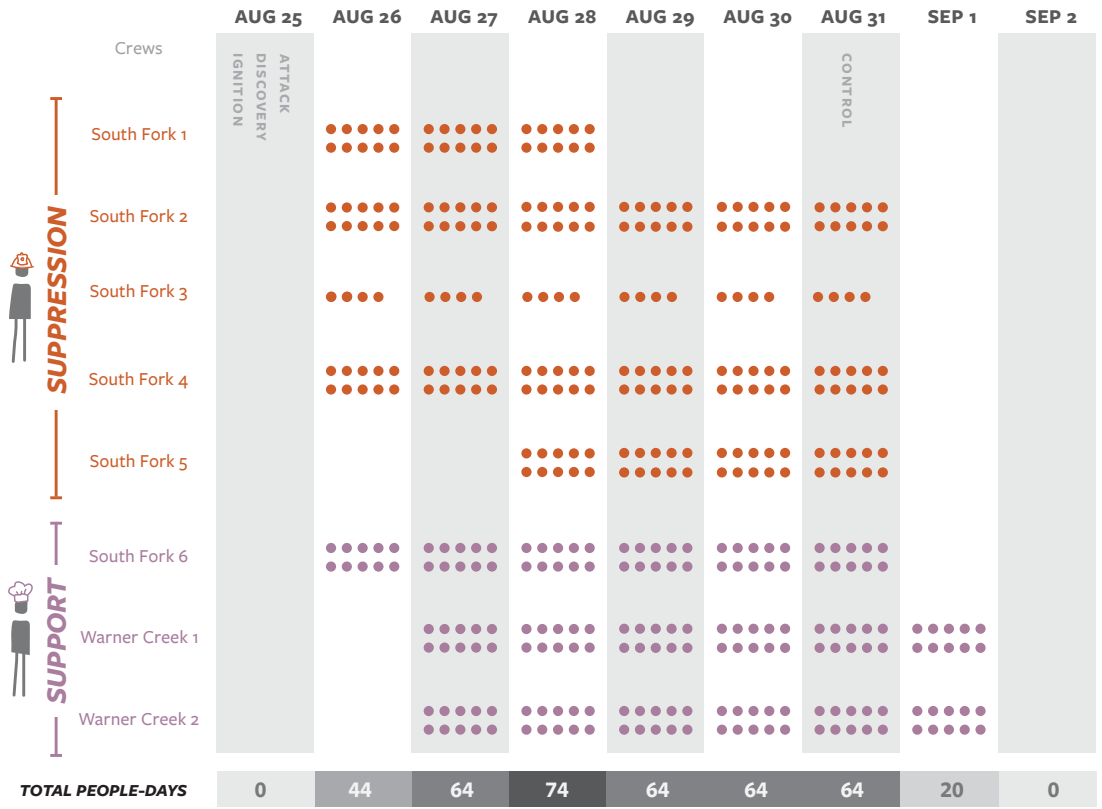 AUG 25 AUG 26 AUG 27 AUG 28 AUG 29 AUG 30 AUG 31 SEP 1 SEP 2
Crews
IGNITION
DISCOVERY
ATTACK
CONTROL
SUPPRESSION
South Fork 1
South Fork 2
South Fork 3
South Fork 4
South Fork 5
SUPPORT
South Fork 6
Warner Creek 1
Warner Creek 2
TOTAL PEOPLE-DAYS 0 44 64 74 64 64 64 20 0